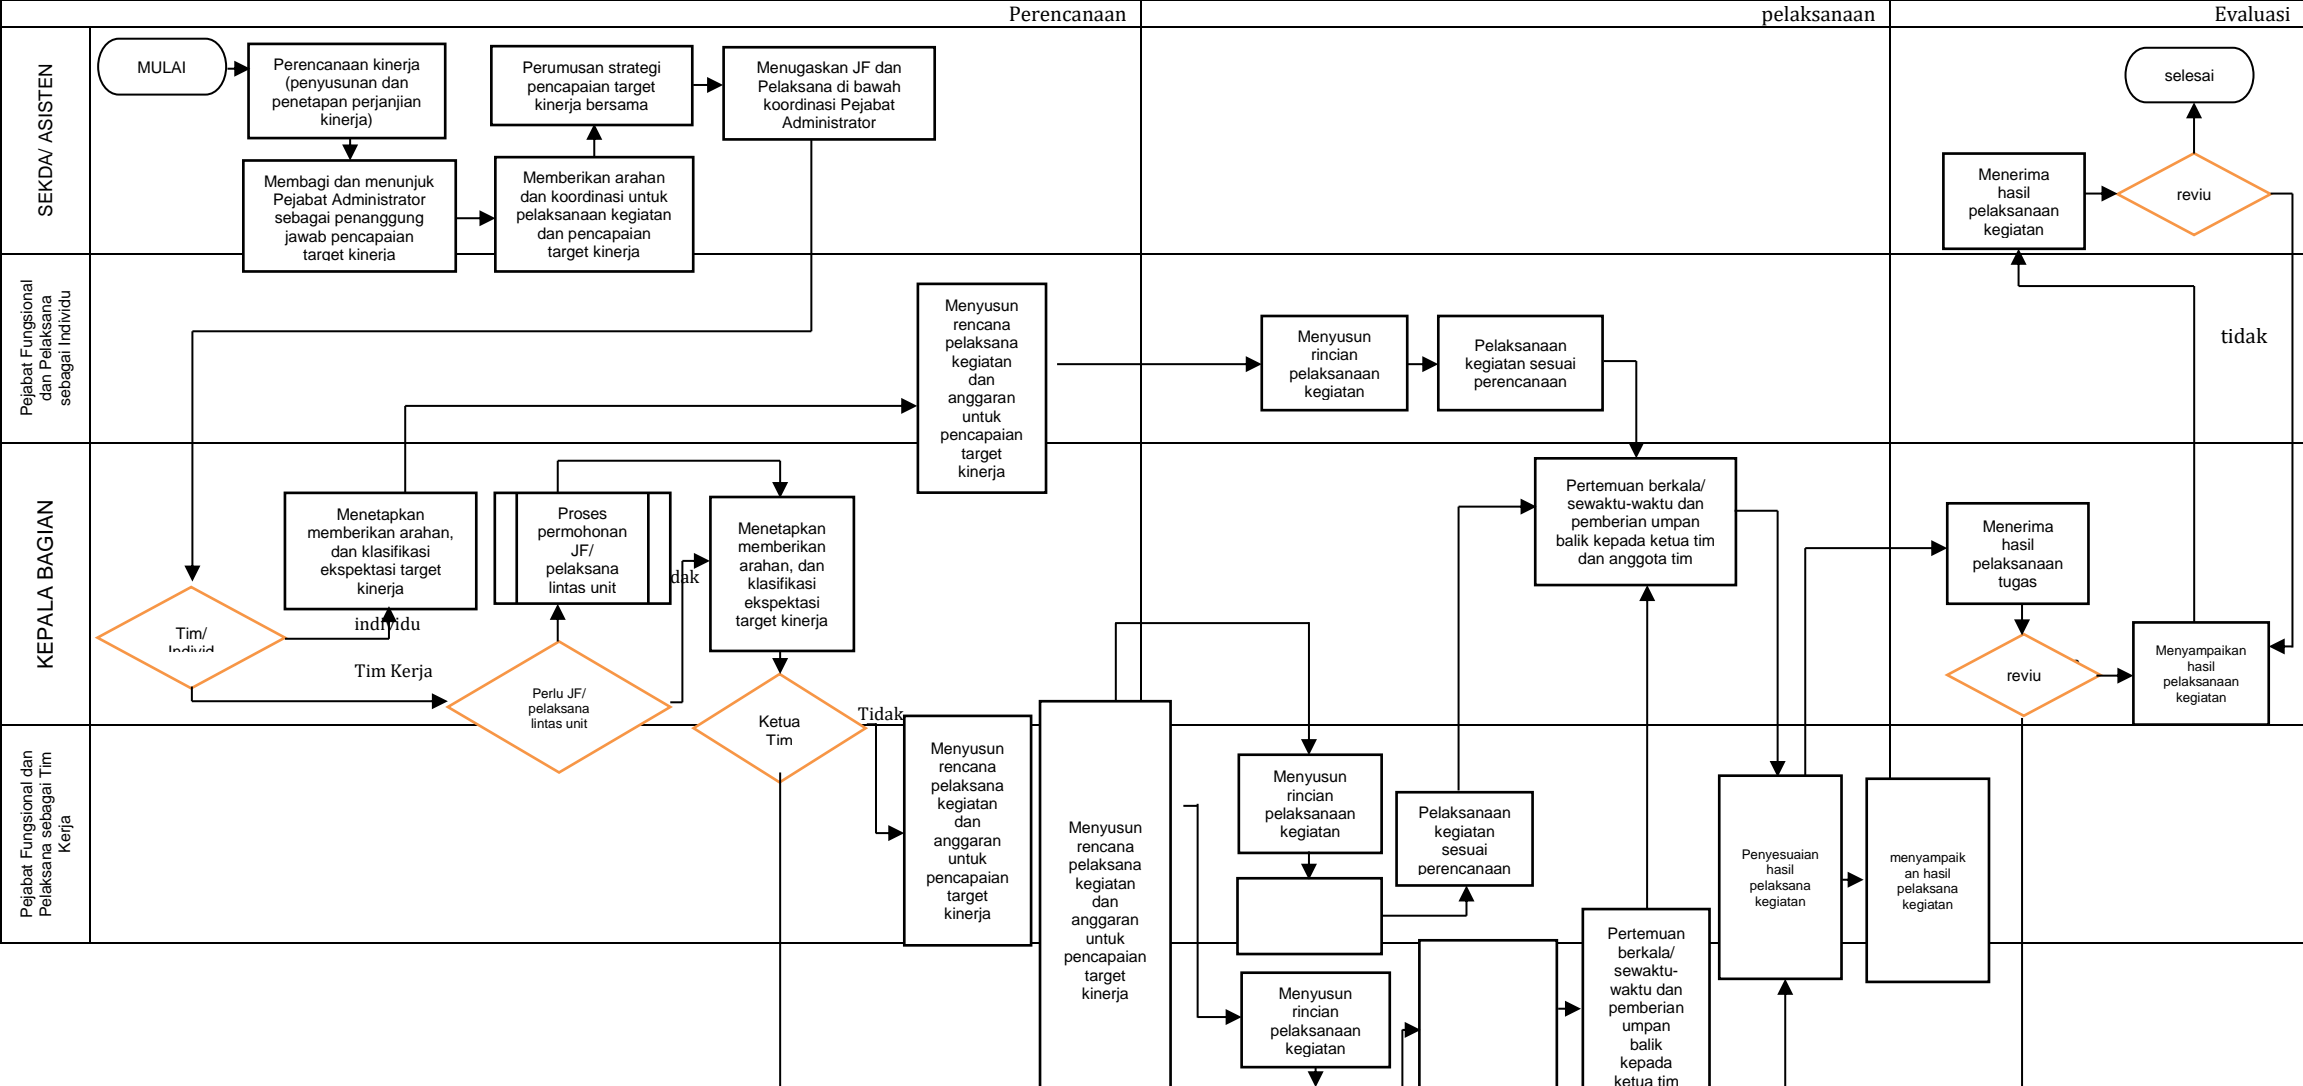 Perencanaan
pelaksanaan
Evaluasi
SEKDA/ ASISTEN
MULAI
Perencanaan kinerja
(penyusunan dan
penetapan perjanjian
kinerja)
Perumusan strategi
pencapaian target
kinerja bersama
Menugaskan JF dan
Pelaksana di bawah
koordinasi Pejabat
Administrator
Membagi dan menunjuk
Pejabat Administrator
sebagai penanggung
jawab pencapaian
target kinerja
Memberikan arahan
dan koordinasi untuk
pelaksanaan kegiatan
dan pencapaian
target kinerja
selesai
Menerima
hasil
pelaksanaan
kegiatan
reviu
Pejabat Fungsional
dan Pelaksana
sebagai Individu
Menyusun
rencana
pelaksana
kegiatan
dan
anggaran
untuk
pencapaian
target
kinerja
Menyusun
rincian
pelaksanaan
kegiatan
Pelaksanaan
kegiatan sesuai
perencanaan
tidak
KEPALA BAGIAN
Menetapkan
memberikan arahan,
dan klasifikasi
ekspektasi target
kinerja
Proses
permohonan
JF/
pelaksana
lintas unit
dak
Menetapkan
memberikan
arahan, dan
klasifikasi
ekspektasi
target kinerja
Tim/
Individ
individu
Tim Kerja
Perlu JF/
pelaksana
lintas unit
Ketua
Tim
Tidak
Pertemuan berkala/
sewaktu-waktu dan
pemberian umpan
balik kepada ketua tim
dan anggota tim
Menerima
hasil
pelaksanaan
tugas
reviu
Menyampaikan
hasil
pelaksanaan
kegiatan
Pejabat Fungsional dan
Pelaksana sebagai Tim
Kerja
Menyusun
rencana
pelaksana
kegiatan
dan
anggaran
untuk
pencapaian
target
kinerja
Menyusun
rencana
pelaksana
kegiatan
dan
anggaran
untuk
pencapaian
target
kinerja
Menyusun
rincian
pelaksanaan
kegiatan
Pelaksanaan
kegiatan
sesuai
perencanaan
Penyesuaian
hasil
pelaksana
kegiatan
menyampaik
an hasil
pelaksana
kegiatan
Menyusun
rincian
pelaksanaan
kegiatan
Pertemuan
berkala/
sewaktu-
waktu dan
pemberian
umpan
balik
kepada
ketua tim